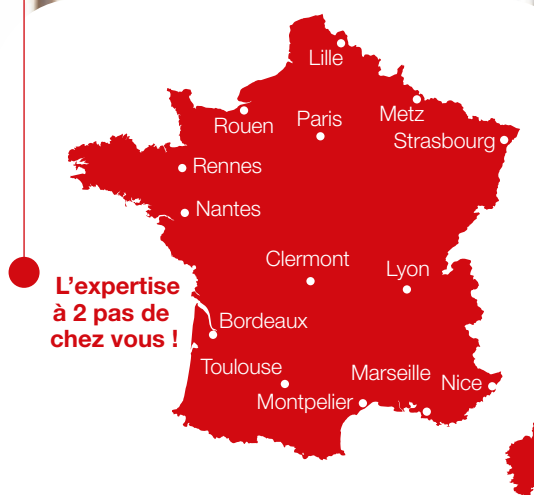 Lille
Metz
Rouen
Paris
Strasbourg
Rennes
Nantes
Clermont
Lyon
L'expertise
à 2 pas de
chez vous !
Bordeaux
Toulouse
Marseille
Nice
Montpelier